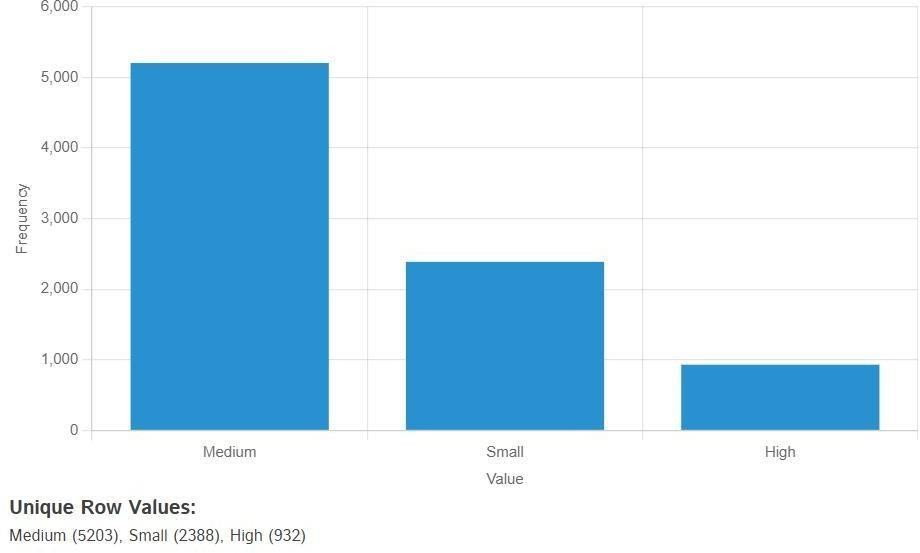 6,000
5,000
4,000
3,000
2,000
1,000
0
Frequency
Medium Small High
Value
Unique Row Values:
Medium (5203), Small (2388), High (932)